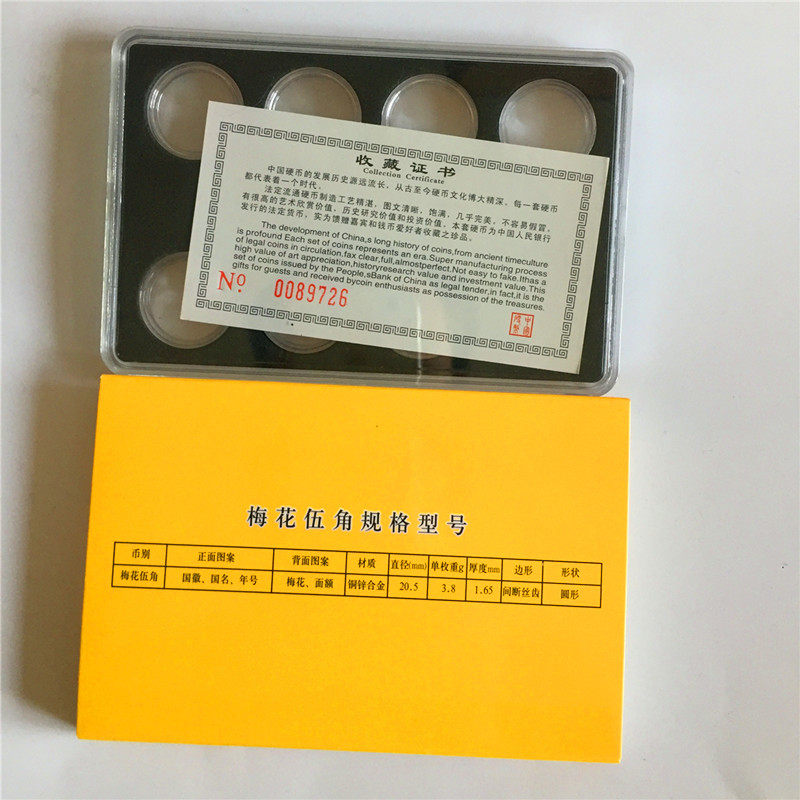 收藏证书
Collection Certificate
中国硬币的发展历史源远流长，从古至今硬币文化博大精深，每一套硬币
都代表着一个时代。
法定流通硬币制造工艺精湛，图文清晰，饱满，几乎完美，不容易假冒。
有很高的艺术欣赏价值、历史研究价值和投资价值。本套硬币为中国人民银行
发行的法定货币，实为馈赠嘉宾和钱币爱好者收藏之珍品。
The development of China,s long history of coins,from ancient timeculture
is profound Each set of coins represents an era.Super manufacturing process
of legal coins in circulation.fax clear,full,almostperfect.Not easy to fake.Ithas a
high value of art appreciation,historyresearch value and investment value.This
set of coins issued by the People,sBank of China as legal tender,in fact,it is the
gifts for guests and received bycoin enthusiasts as possession of the treasures.
Nº 0089726
梅花伍角规格型号
币别 正面图案 背面图案 材质 直径(mm) 单枚重g 厚度mm 边形 形状
梅花伍角 国徽、国名、年号 梅花、面额 铜锌合金 20.5 3.8 1.65 间断丝齿 圆形